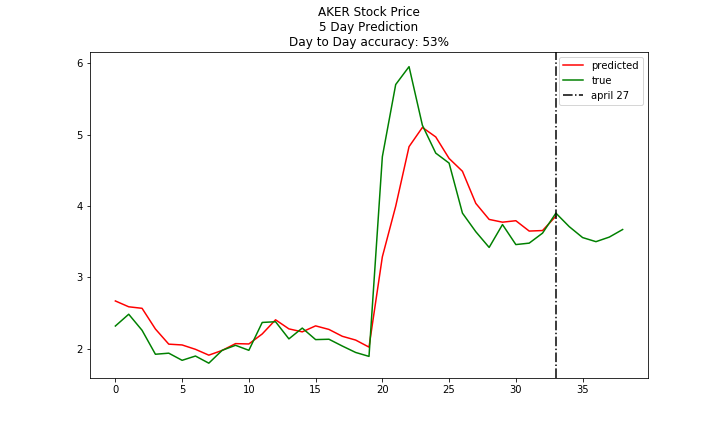 AKER Stock Price
5 Day Prediction
Day to Day accuracy: 53%
predicted
true
april 27
6
5
4
3
2
0 5 10 15 20 25 30 35